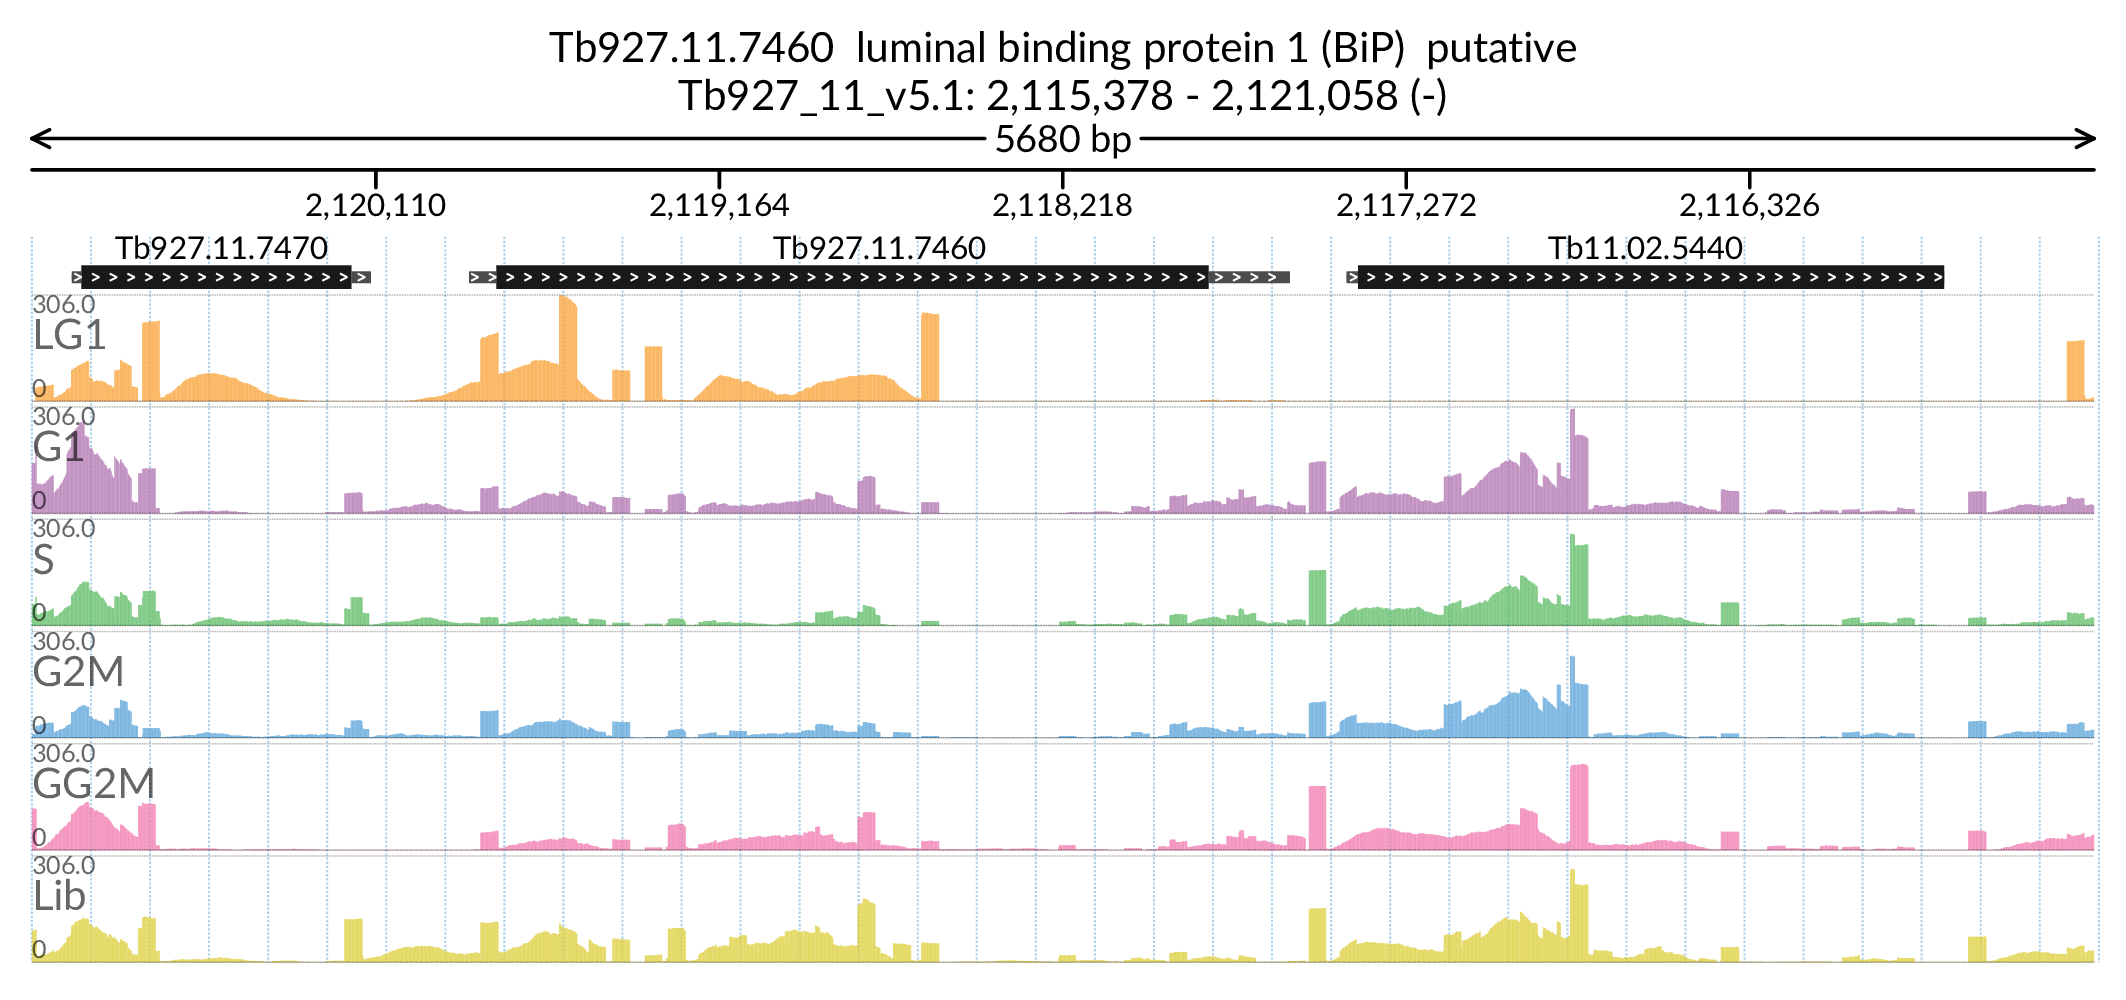 Tb927.11.7460 luminal binding protein 1 (BiP) putative
Tb927_11_v5.1: 2,115,378 - 2,121,058 (-)
5680 bp
2,120,110 2,119,164 2,118,218 2,117,272 2,116,326
Tb927.11.7470 Tb927.11.7460 Tb11.02.5440
306.0
LG1
0
306.0
G1
0
306.0
S
0
306.0
G2M
0
306.0
GG2M
0
306.0
Lib
0